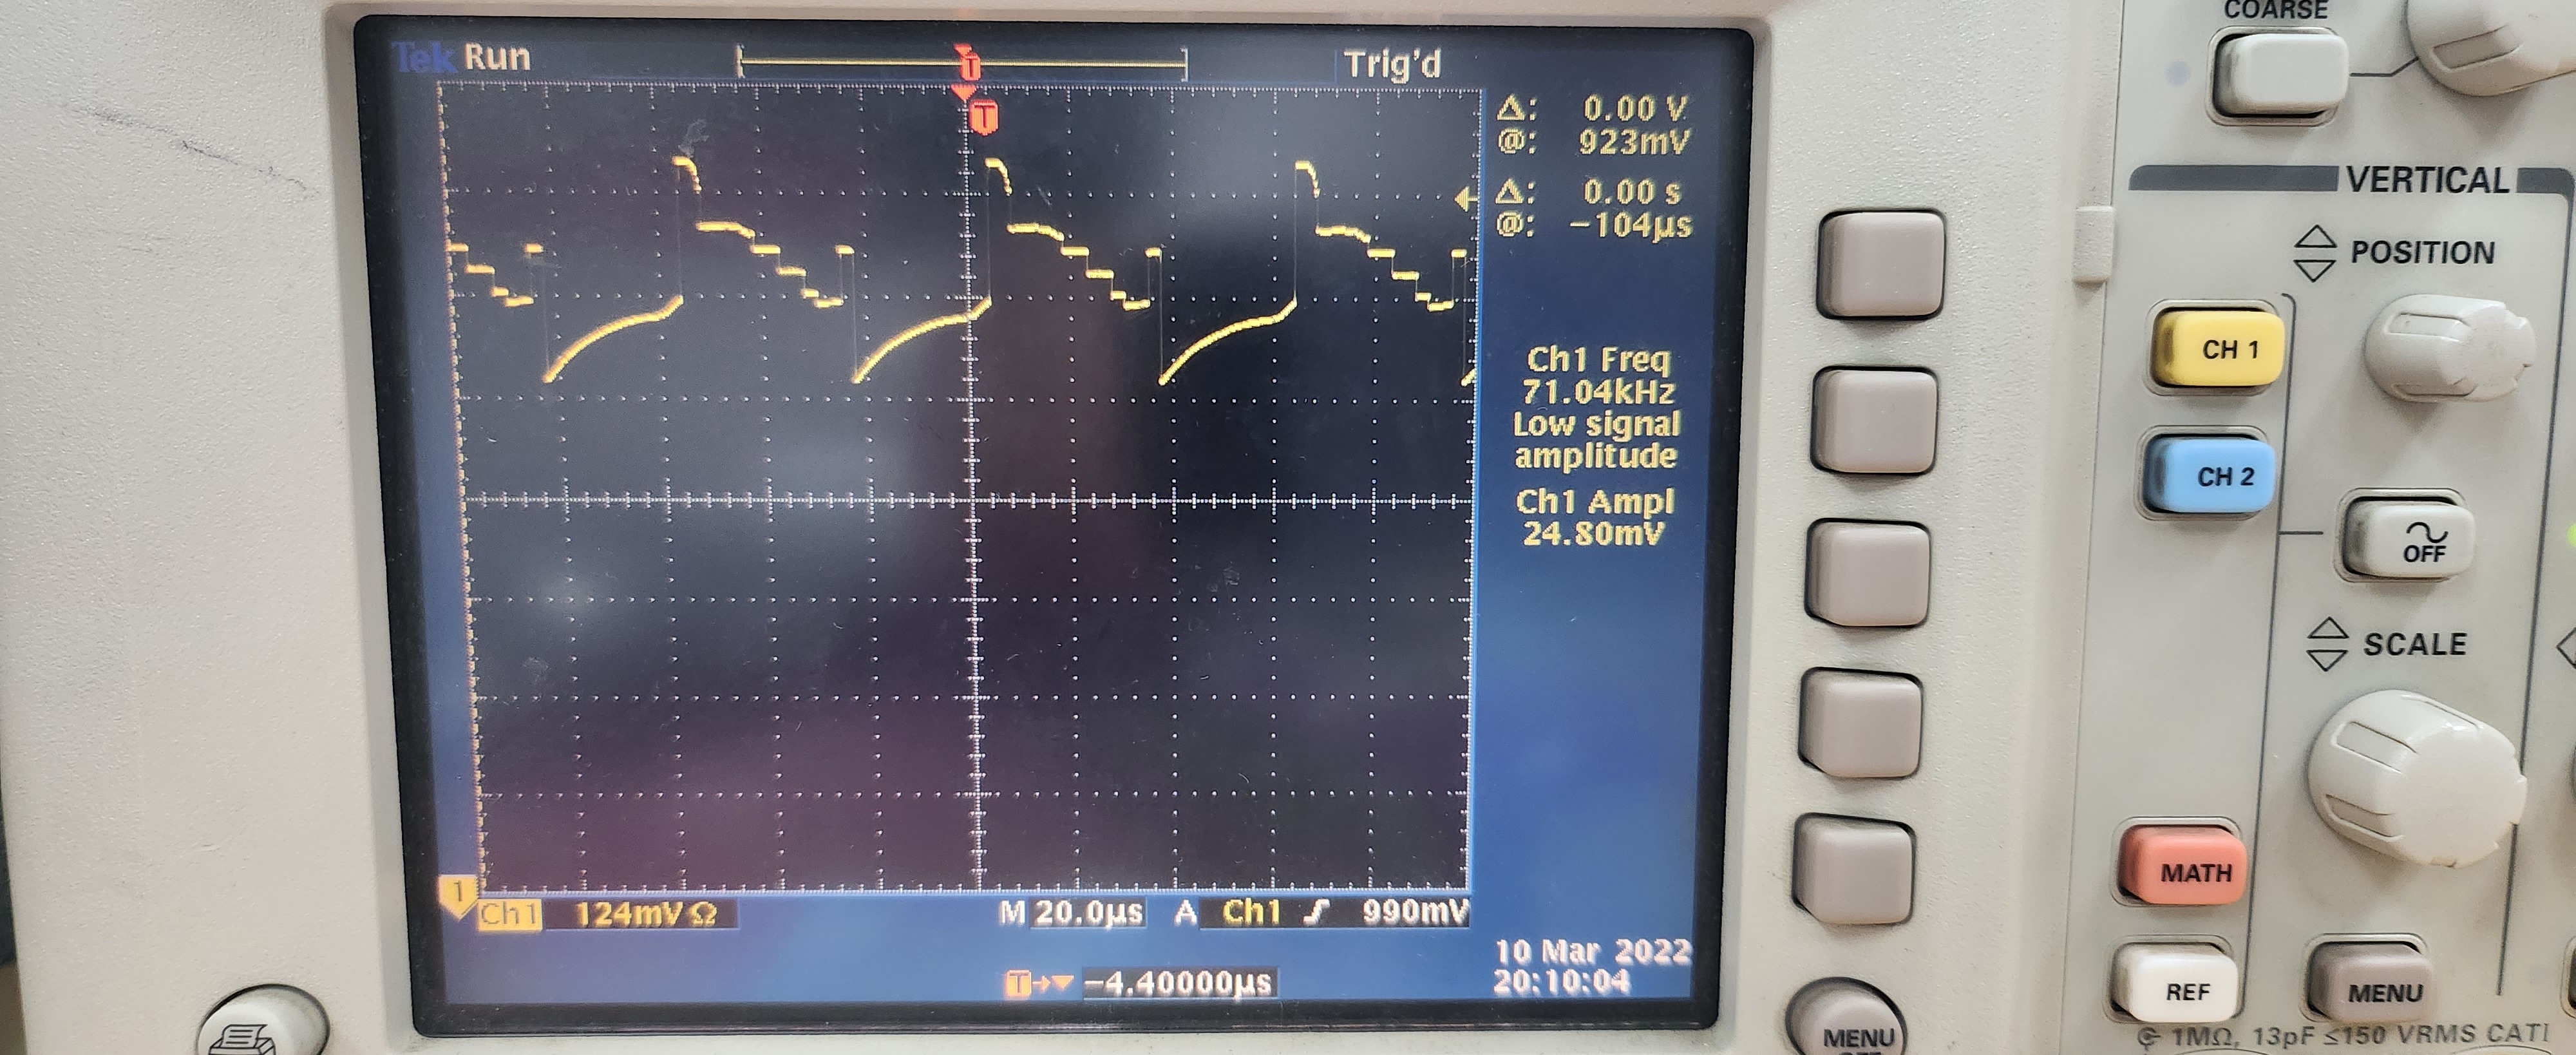 COARSE
Tek Run
Trig'd
T
T
Δ: 0.00 V
@: 923mV
Δ: 0.00 s
@: -104µs
VERTICAL
POSITION
Ch1 Freq
71.04kHz
Low signal
amplitude
Ch1 Ampl
24.80mV
CH 1
CH 2
OFF
SCALE
MATH
REF
MENU
1
Ch1 124mV Ω M 20.0µs A Ch1 990mV
10 Mar 2022
20:10:04
T -4.40000µs
MENU
1MΩ, 13pF ≤150 VRMS CAT I